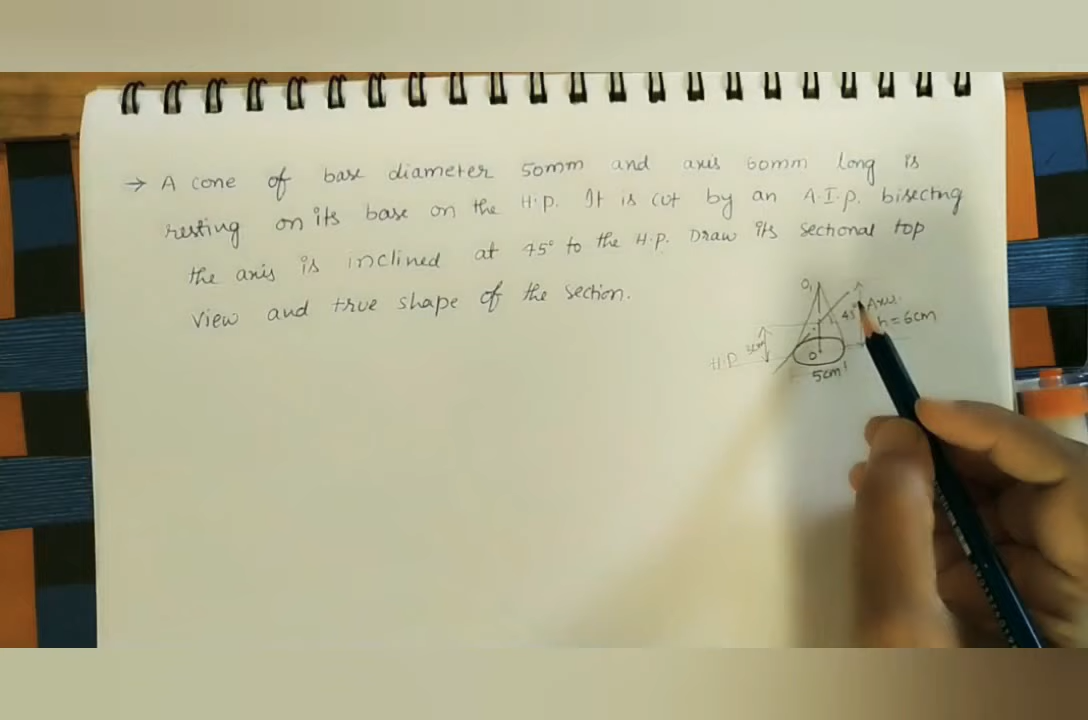 → A cone of base diameter 50mm and axis 60mm long is
resting on its base on the H.P. It is cut by an A.I.P. bisectng
the axis is inclined at 45° to the H.P. Draw its sectional top
view and true shape of the section.
O,
45° Axis.
h = 6cm
3cm
H.P
O
5cm